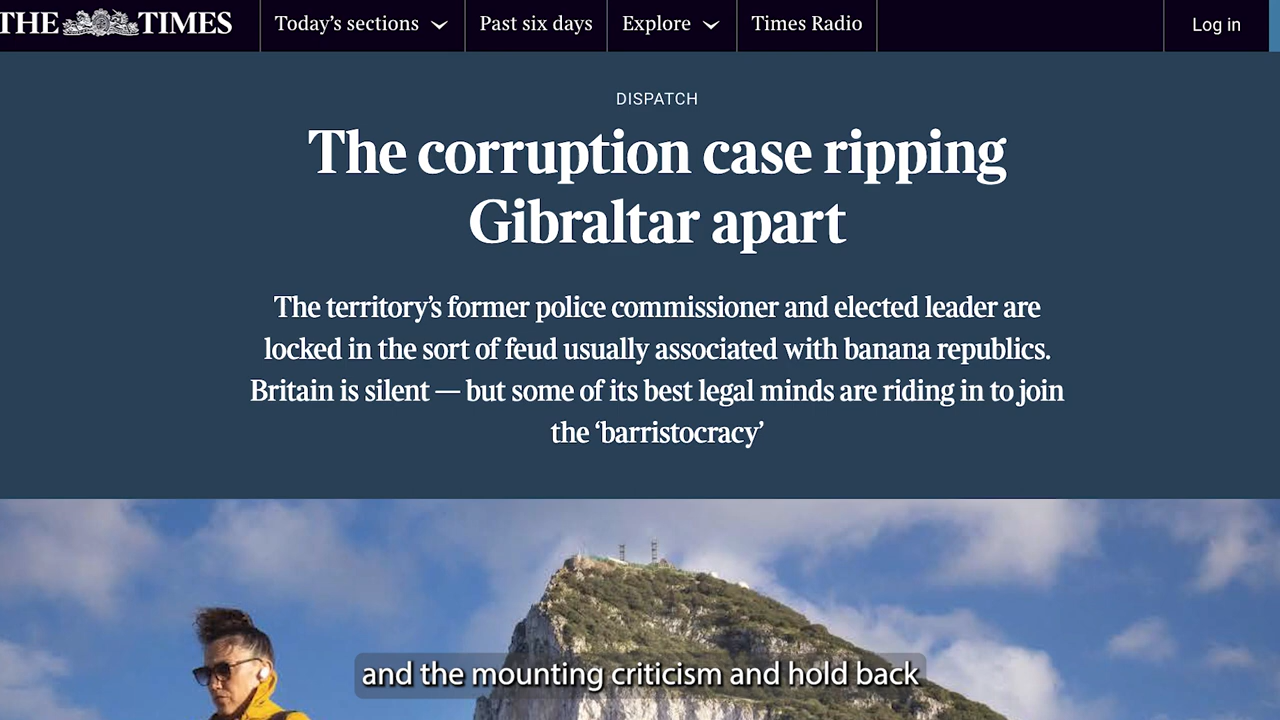 THE TIMES
Today's sections
Past six days
Explore
Times Radio
Log in
DISPATCH
The corruption case ripping
Gibraltar apart
The territory's former police commissioner and elected leader are
locked in the sort of feud usually associated with banana republics.
Britain is silent — but some of its best legal minds are riding in to join
the ‘barristocracy’
and the mounting criticism and hold back